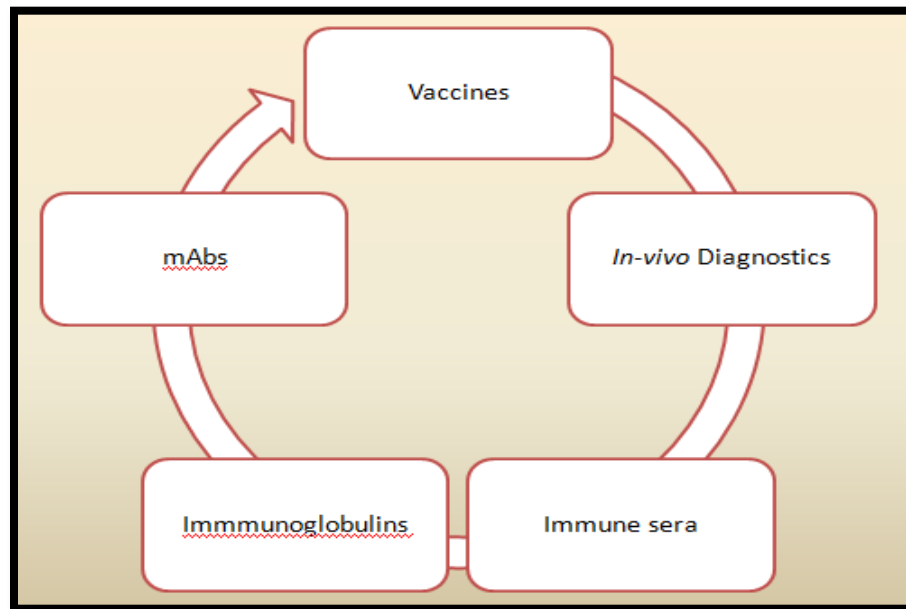 Vaccines
mAbs
In-vivo Diagnostics
Immmunoglobulins
Immune sera